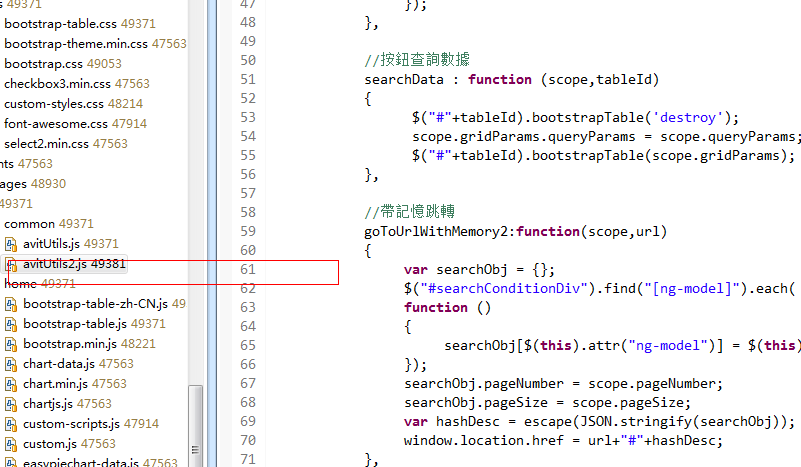 49371
bootstrap-table.css 49371
bootstrap-theme.min.css 47563
bootstrap.css 49053
checkbox3.min.css 47563
custom-styles.css 48214
font-awesome.css 47914
select2.min.css 47563
nts 47563
ages 48930
49371
common 49371
avitUtils.js 49371
avitUtils2.js 49381
home 49371
bootstrap-table-zh-CN.js 49
bootstrap-table.js 49371
bootstrap.min.js 48221
chart-data.js 47563
chart.min.js 47563
chartjs.js 47563
custom-scripts.js 47914
custom.js 47563
easypiechart-data.js 47563
47 });
48 },
49
50 //按鈕查詢數據
51 searchData : function (scope,tableId)
52 {
53 $("#"+tableId).bootstrapTable('destroy');
54 scope.gridParams.queryParams = scope.queryParams;
55 $("#"+tableId).bootstrapTable(scope.gridParams);
56 },
57
58 //帶記憶跳轉
59 goToUrlWithMemory2:function(scope,url)
60 {
61 var searchObj = {};
62 $("#searchConditionDiv").find("[ng-model]").each(
63 function ()
64 {
65 searchObj[$(this).attr("ng-model")] = $(this)
66 });
67 searchObj.pageNumber = scope.pageNumber;
68 searchObj.pageSize = scope.pageSize;
69 var hashDesc = escape(JSON.stringify(searchObj));
70 window.location.href = url+"#"+hashDesc;
71 },